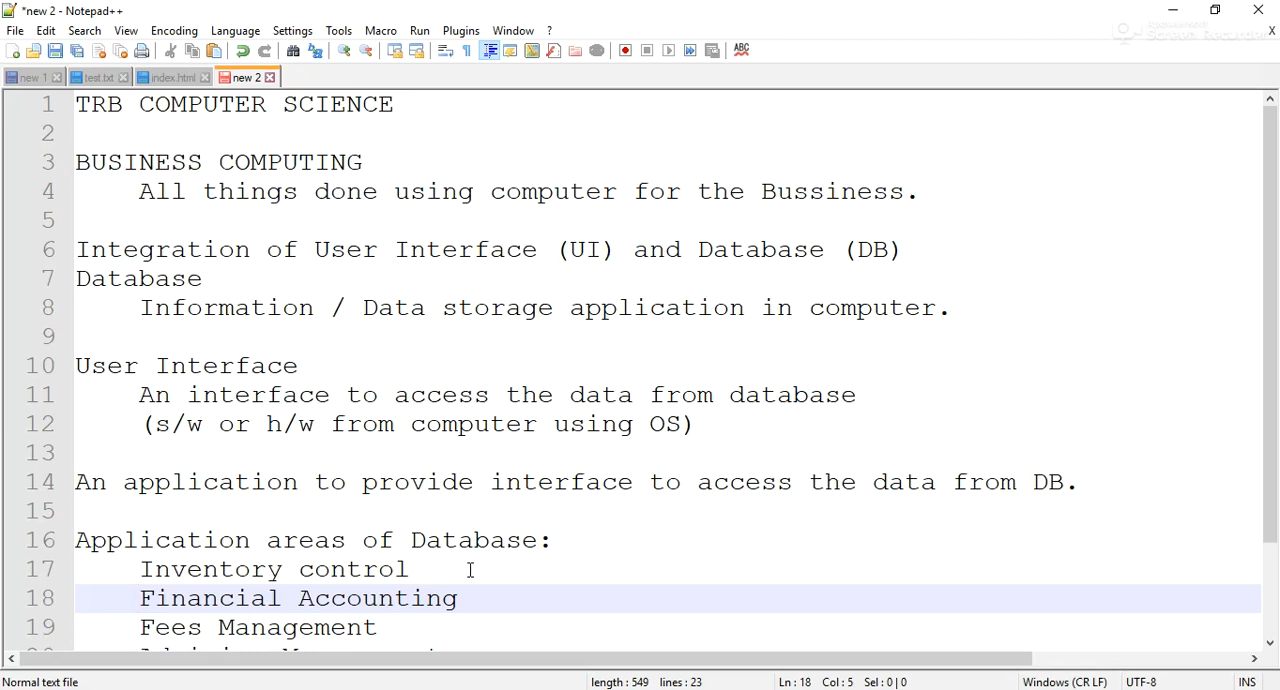 *new 2 - Notepad++
File Edit Search View Encoding Language Settings Tools Macro Run Plugins Window ? X
new 1 test.txt index.html new 2
1 TRB COMPUTER SCIENCE
2
3 BUSINESS COMPUTING
4 All things done using computer for the Bussiness.
5
6 Integration of User Interface (UI) and Database (DB)
7 Database
8 Information / Data storage application in computer.
9
10 User Interface
11 An interface to access the data from database
12 (s/w or h/w from computer using OS)
13
14 An application to provide interface to access the data from DB.
15
16 Application areas of Database:
17 Inventory control
18 Financial Accounting
19 Fees Management
Normal text file length : 549 lines : 23 Ln : 18 Col : 5 Sel : 0 | 0 Windows (CR LF) UTF-8 INS